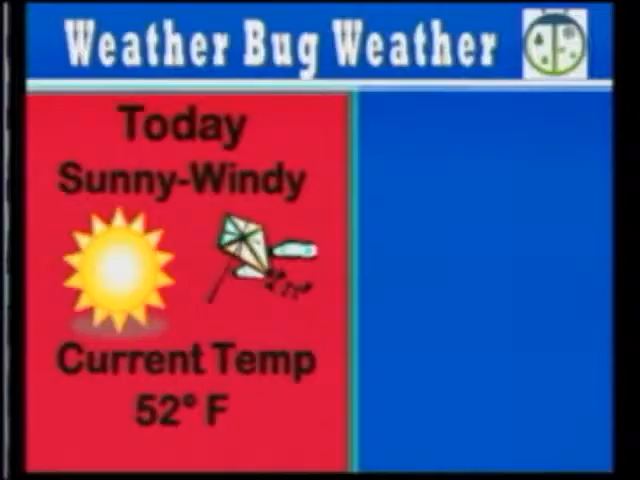 Weather Bug Weather
Today
Sunny-Windy
Current Temp
52° F